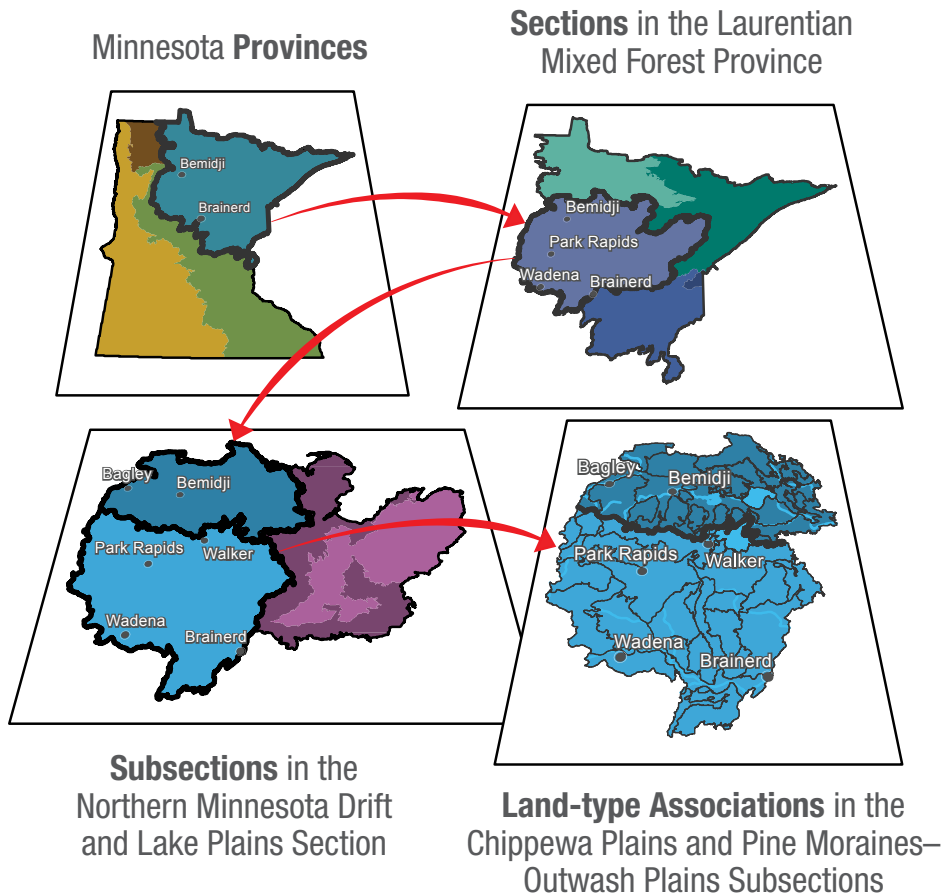 Minnesota Provinces
Bemidji
Brainerd
Sections in the Laurentian
Mixed Forest Province
Bemidji
Park Rapids
Wadena
Brainerd
Bagley
Bemidji
Park Rapids
Walker
Wadena
Brainerd
Subsections in the
Northern Minnesota Drift
and Lake Plains Section
Bagley
Bemidji
Park Rapids
Walker
Wadena
Brainerd
Land-type Associations in the
Chippewa Plains and Pine Moraines–
Outwash Plains Subsections